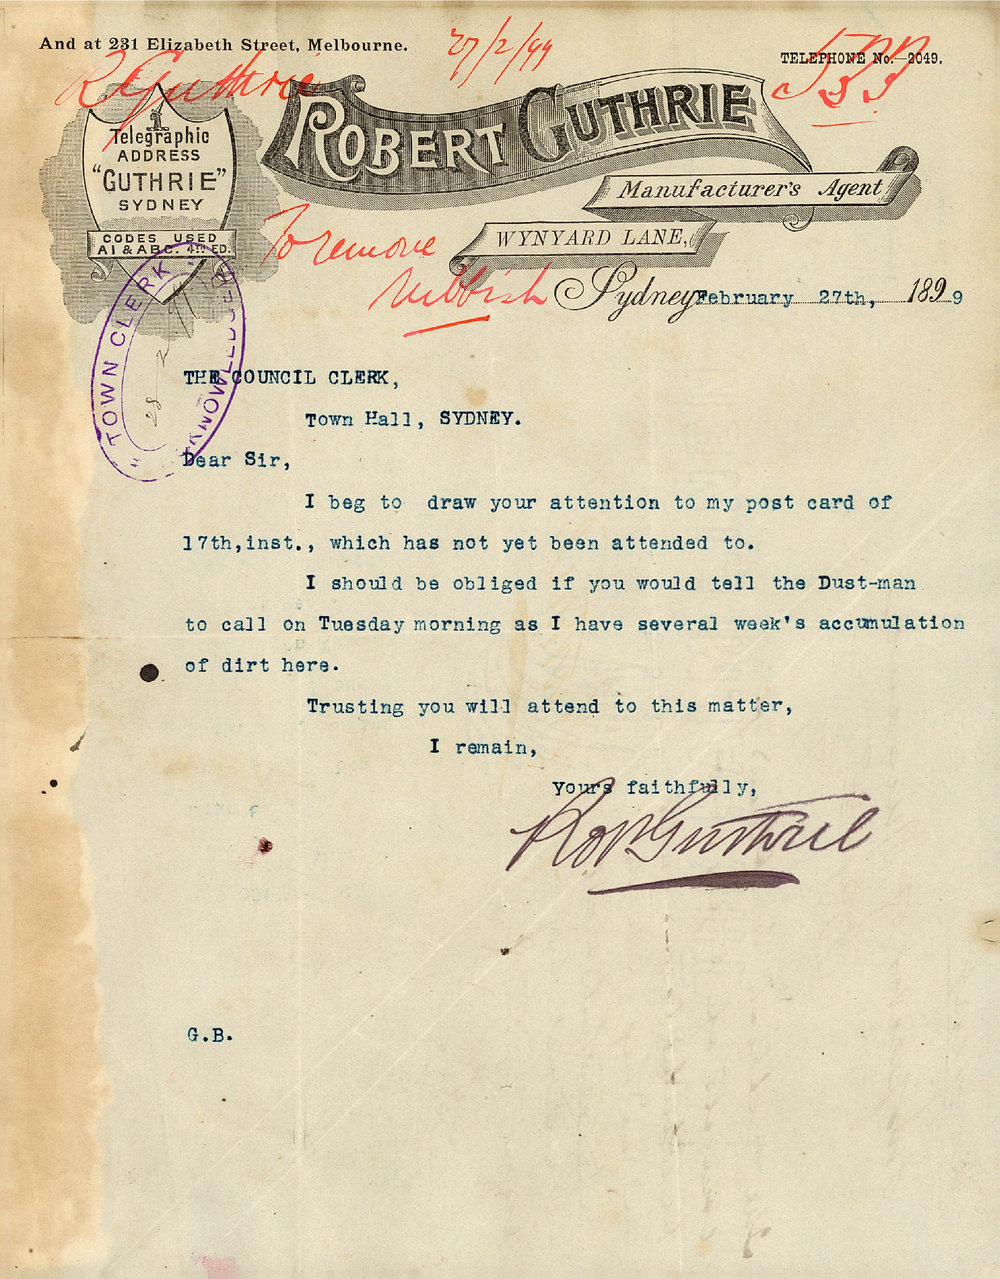 And at 231 Elizabeth Street, Melbourne.
27/2/99
TELEPHONE No.—2049.
R Guthrie
ROBERT GUTHRIE
Telegraphic
ADDRESS
"GUTHRIE"
SYDNEY
CODES USED
A1 & ABC. 4TH ED.
Manufacturer's Agent
WYNYARD LANE,
To remove
rubbish
Sydney February 27th, 1899
TOWN CLERK
28 2
THE COUNCIL CLERK,
Town Hall, SYDNEY.
Dear Sir,
I beg to draw your attention to my post card of
17th,inst., which has not yet been attended to.
I should be obliged if you would tell the Dust-man
to call on Tuesday morning as I have several week's accumulation
of dirt here.
Trusting you will attend to this matter,
I remain,
yours faithfully,
Robt Guthrie
G.B.